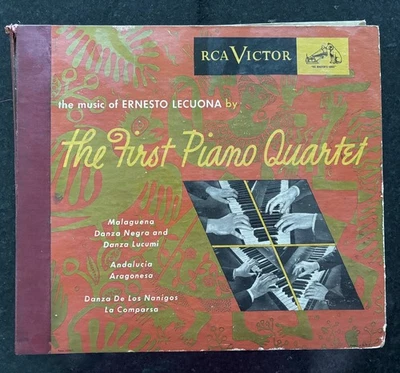 RCA VICTOR
the music of ERNESTO LECUONA by
The First Piano Quartet
Malaguena
Danza Negra and
Danza Lucumi
Andalucia
Aragonesa
Danza De Los Nanigos
La Comparsa